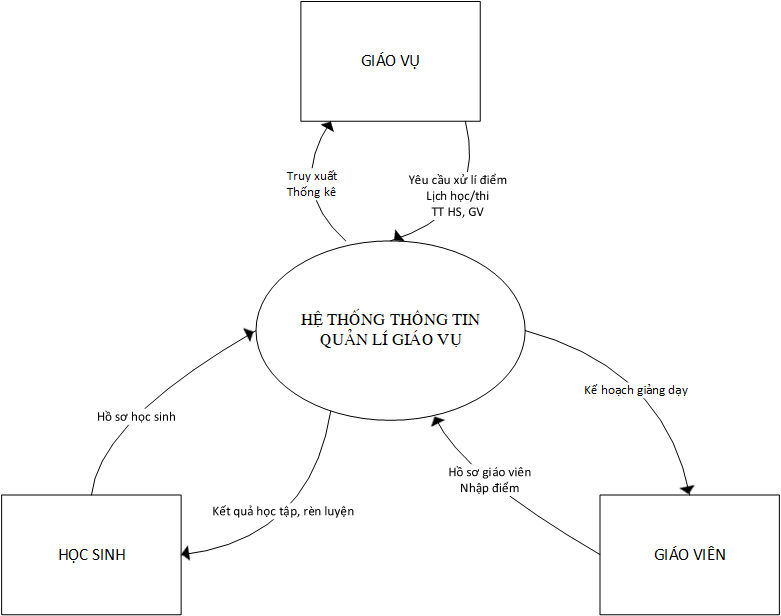 GIÁO VỤ
Truy xuất
Thống kê
Yêu cầu xử lí điểm
Lịch học/thi
TT HS, GV
HỆ THỐNG THÔNG TIN
QUẢN LÍ GIÁO VỤ
Kế hoạch giảng dạy
Hồ sơ học sinh
Hồ sơ giáo viên
Nhập điểm
Kết quả học tập, rèn luyện
HỌC SINH
GIÁO VIÊN